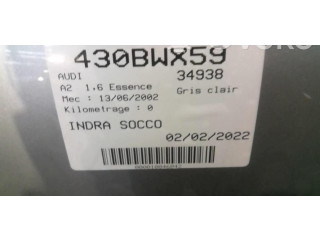 430BWX59
AUDI 34938
A2 1.6 Essence Gris clair
Mec : 13/06/2002
Kilometrage : 0
INDRA SOCCO
02/02/2022